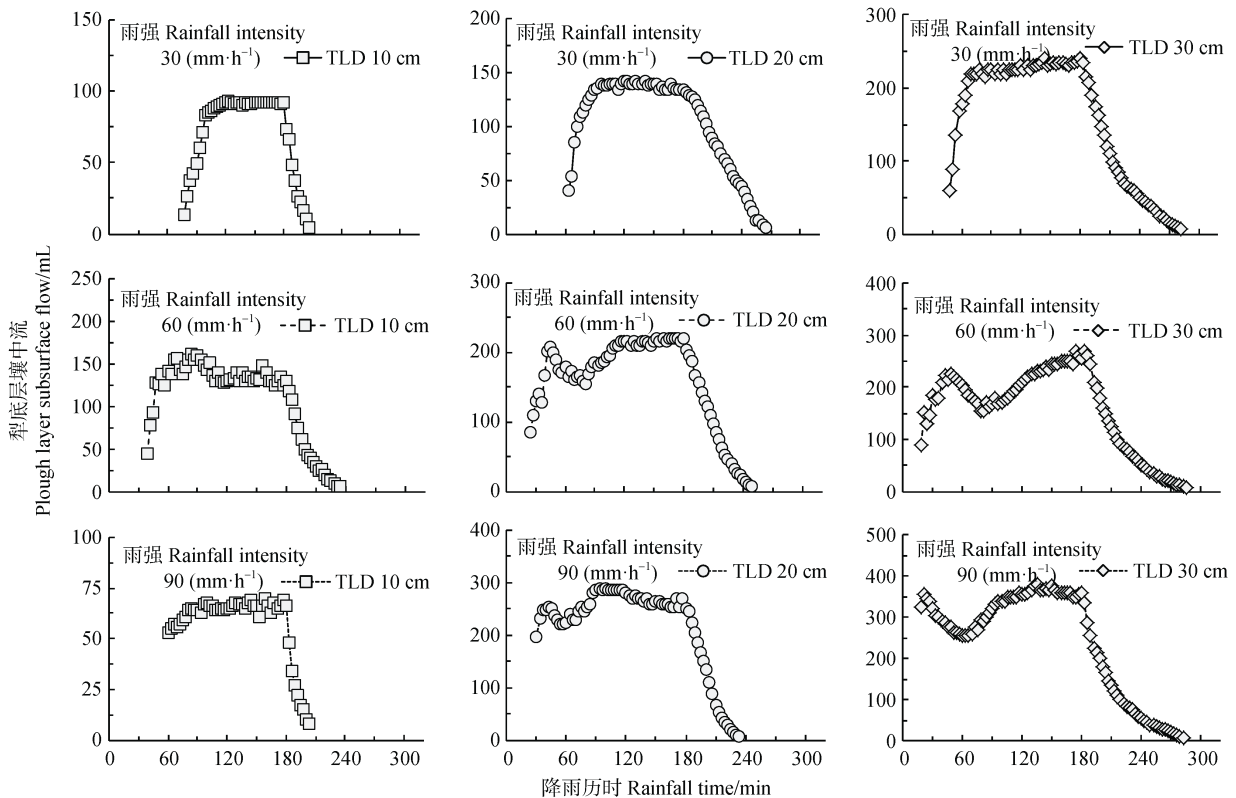 犁底层壤中流
Plough layer subsurface flow/mL
雨强 Rainfall intensity
30 (mm·h⁻¹)
TLD 10 cm
150
100
50
0
雨强 Rainfall intensity
30 (mm·h⁻¹)
TLD 20 cm
200
150
100
50
0
雨强 Rainfall intensity
30 (mm·h⁻¹)
TLD 30 cm
300
200
100
0
雨强 Rainfall intensity
60 (mm·h⁻¹)
TLD 10 cm
250
200
150
100
50
0
雨强 Rainfall intensity
60 (mm·h⁻¹)
TLD 20 cm
300
200
100
0
雨强 Rainfall intensity
60 (mm·h⁻¹)
TLD 30 cm
400
300
200
100
0
雨强 Rainfall intensity
90 (mm·h⁻¹)
TLD 10 cm
100
75
50
25
0
0 60 120 180 240 300
雨强 Rainfall intensity
90 (mm·h⁻¹)
TLD 20 cm
400
300
200
100
0
0 60 120 180 240 300
雨强 Rainfall intensity
90 (mm·h⁻¹)
TLD 30 cm
500
400
300
200
100
0
0 60 120 180 240 300
降雨历时 Rainfall time/min